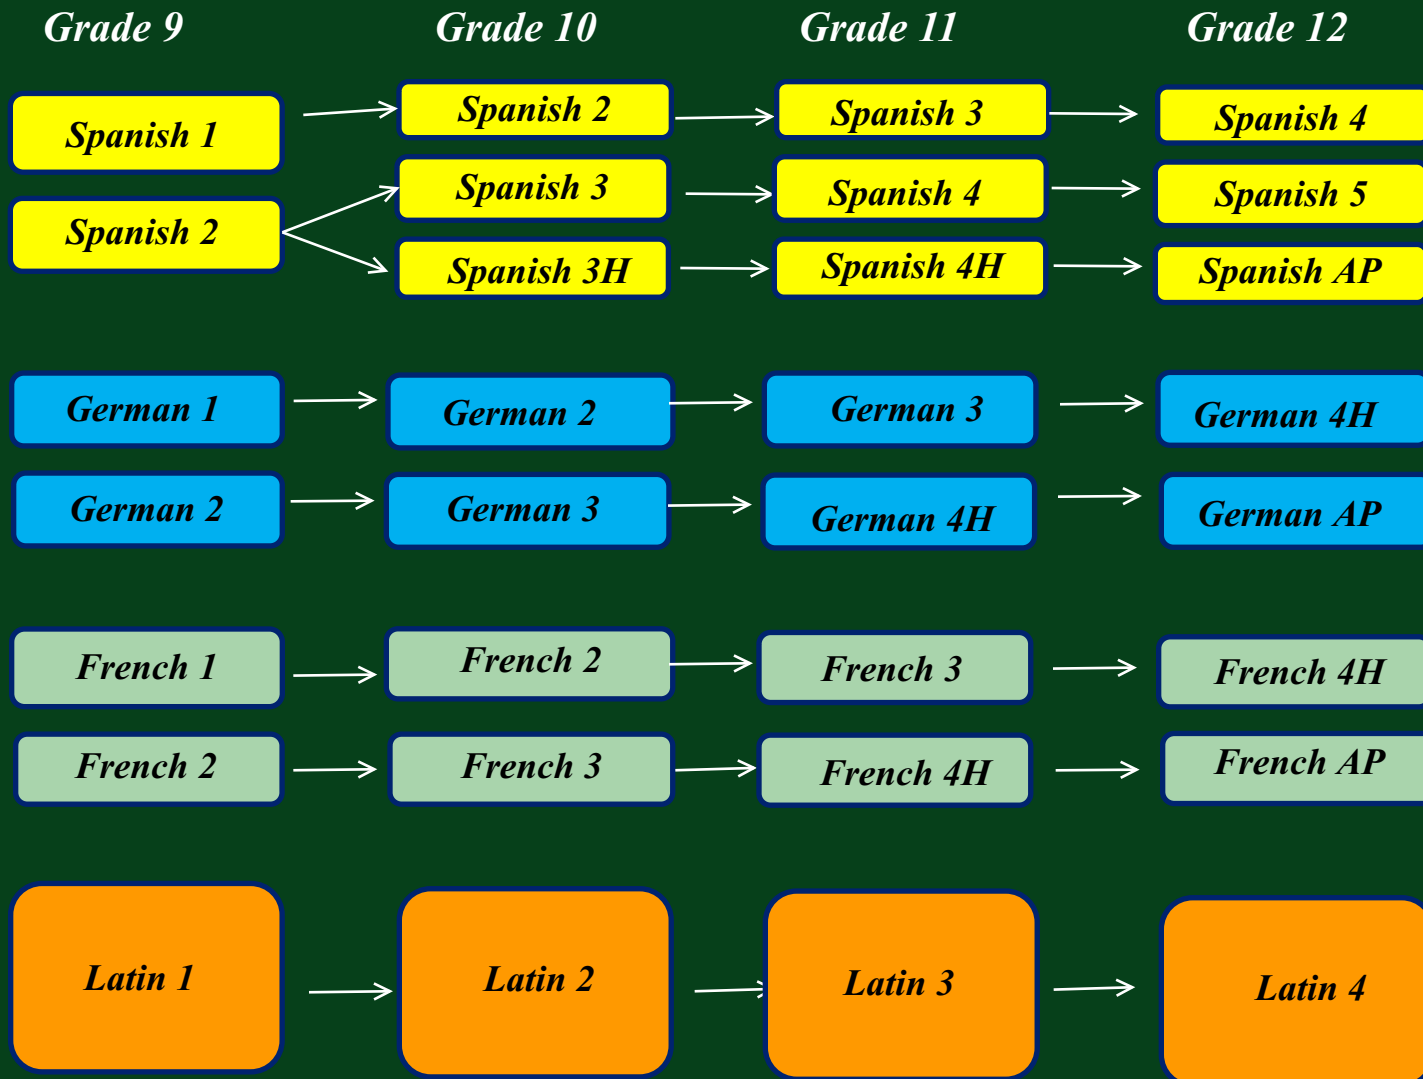 Grade 9 Grade 10 Grade 11 Grade 12
Spanish 1 Spanish 2 Spanish 3 Spanish 4
Spanish 2 Spanish 3 Spanish 4 Spanish 5
Spanish 3H Spanish 4H Spanish AP
German 1 German 2 German 3 German 4H
German 2 German 3 German 4H German AP
French 1 French 2 French 3 French 4H
French 2 French 3 French 4H French AP
Latin 1 Latin 2 Latin 3 Latin 4